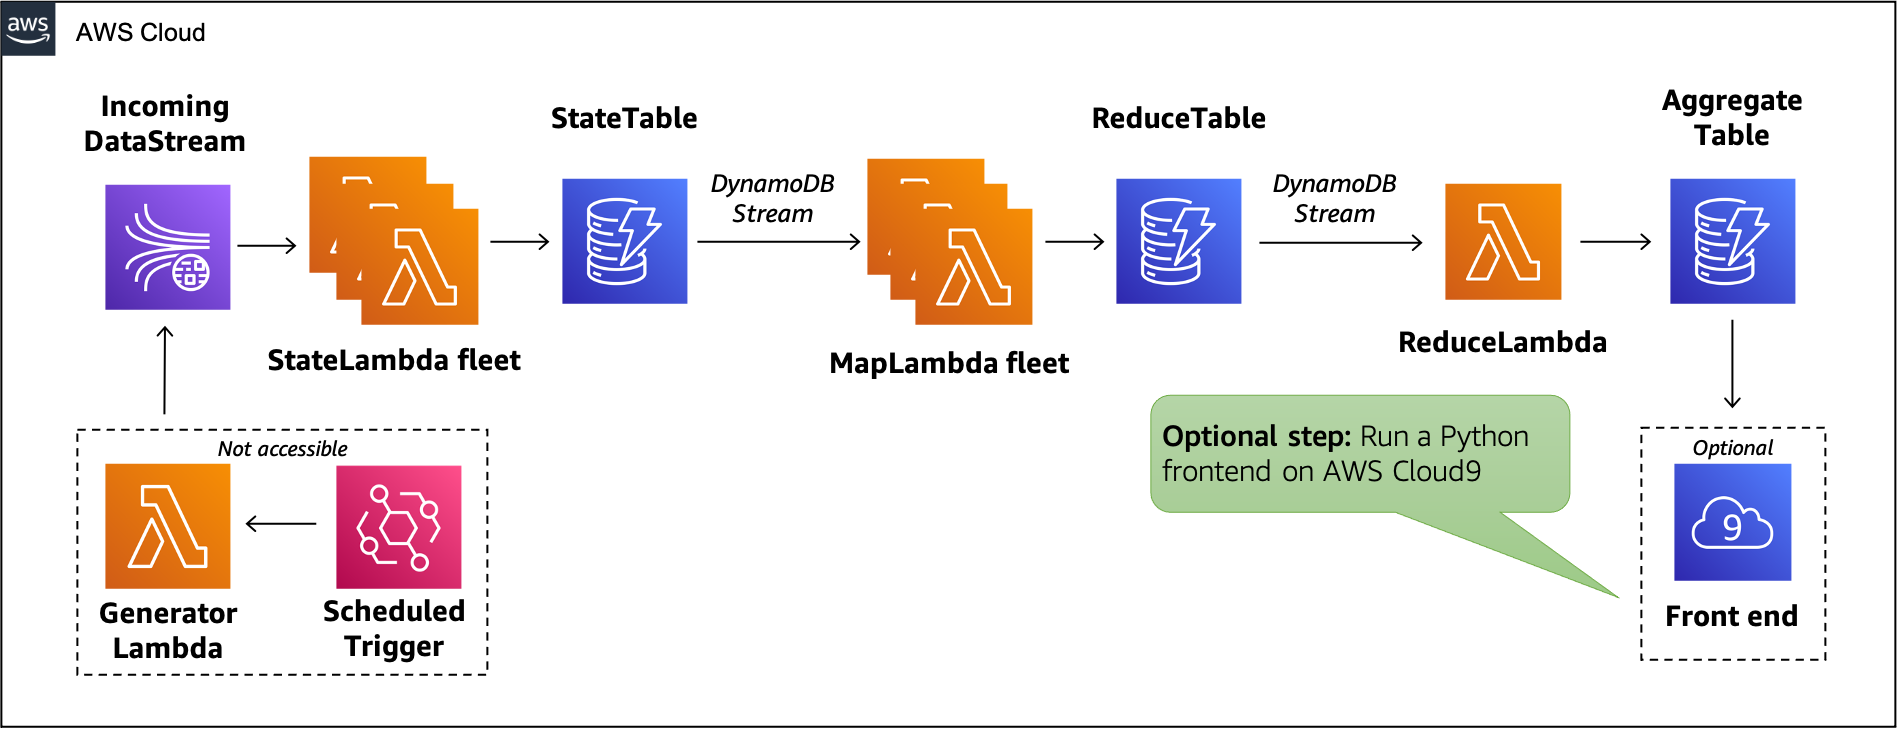 aws
AWS Cloud
Incoming
DataStream
StateLambda fleet
StateTable
DynamoDB
Stream
MapLambda fleet
ReduceTable
DynamoDB
Stream
ReduceLambda
Aggregate
Table
Not accessible
Generator
Lambda
Scheduled
Trigger
Optional step: Run a Python
frontend on AWS Cloud9
Optional
9
Front end